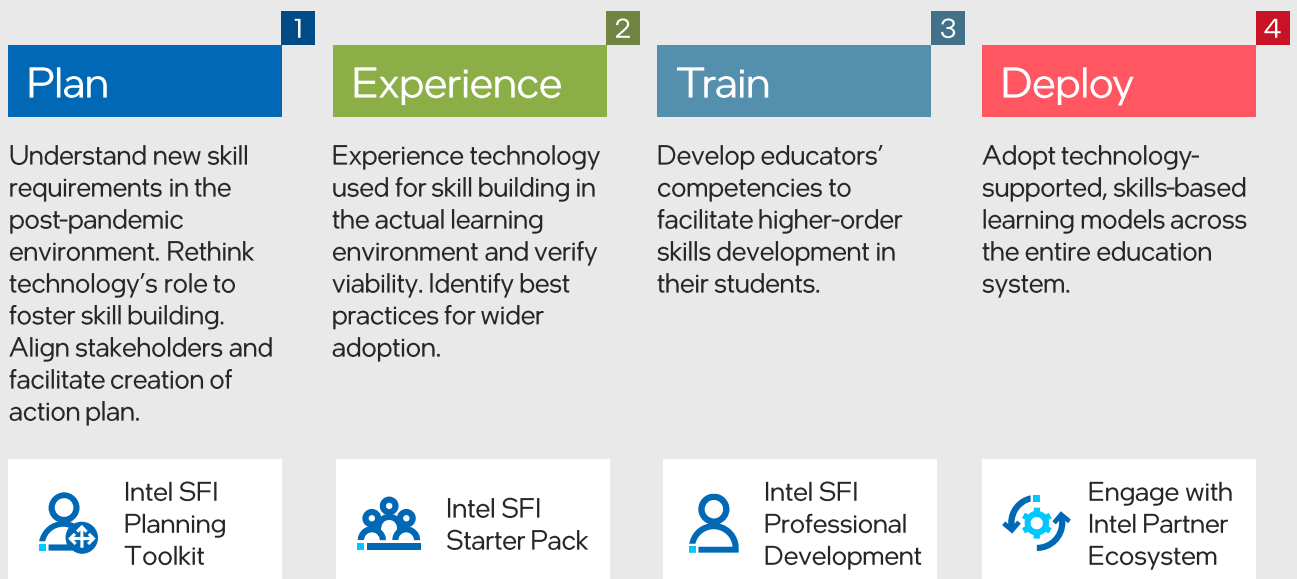 1
Plan
Understand new skill
requirements in the
post-pandemic
environment. Rethink
technology's role to
foster skill building.
Align stakeholders and
facilitate creation of
action plan.
Intel SFI
Planning
Toolkit
2
Experience
Experience technology
used for skill building in
the actual learning
environment and verify
viability. Identify best
practices for wider
adoption.
Intel SFI
Starter Pack
3
Train
Develop educators'
competencies to
facilitate higher-order
skills development in
their students.
Intel SFI
Professional
Development
4
Deploy
Adopt technology-
supported, skills-based
learning models across
the entire education
system.
Engage with
Intel Partner
Ecosystem